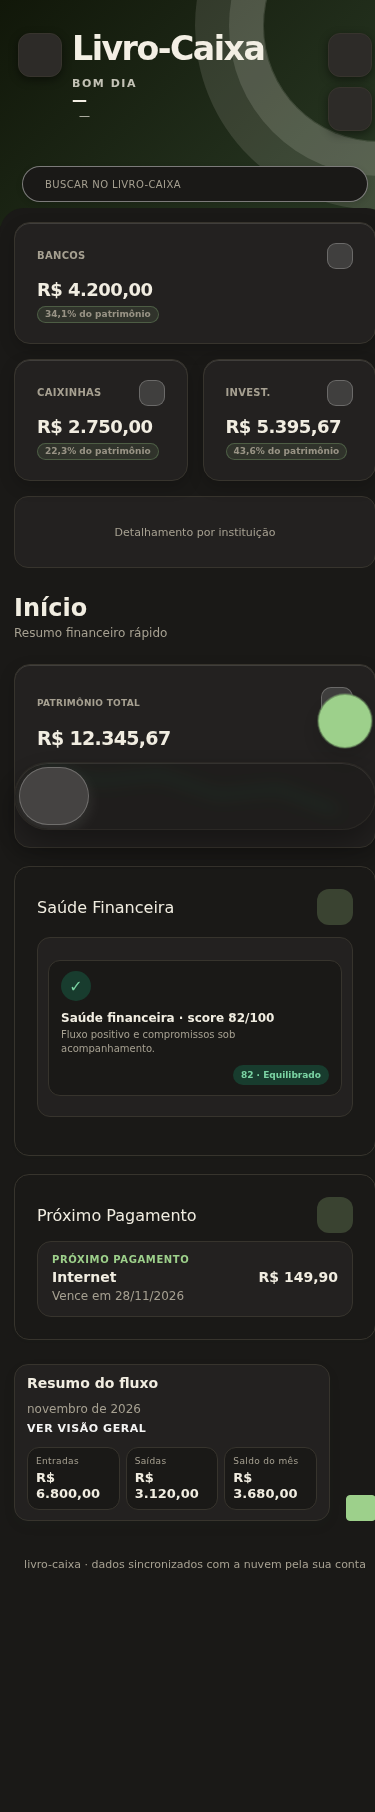 Livro-Caixa
BOM DIA
—
—
BUSCAR NO LIVRO-CAIXA
BANCOS
R$ 4.200,00
34,1% do patrimônio
CAIXINHAS
R$ 2.750,00
22,3% do patrimônio
INVEST.
R$ 5.395,67
43,6% do patrimônio
Detalhamento por instituição
Início
Resumo financeiro rápido
PATRIMÔNIO TOTAL
R$ 12.345,67
Saúde Financeira
✓
Saúde financeira · score 82/100
Fluxo positivo e compromissos sob
acompanhamento.
82 · Equilibrado
Próximo Pagamento
PRÓXIMO PAGAMENTO
Internet
R$ 149,90
Vence em 28/11/2026
Resumo do fluxo
novembro de 2026
VER VISÃO GERAL
Entradas
R$
6.800,00
Saídas
R$
3.120,00
Saldo do mês
R$
3.680,00
livro-caixa · dados sincronizados com a nuvem pela sua conta